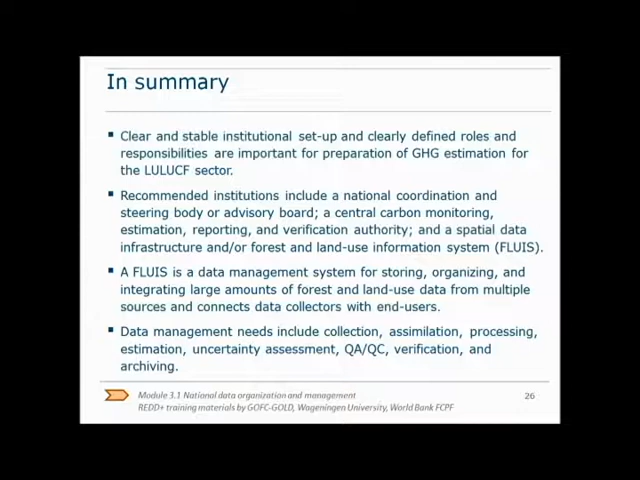 In summary
▪ Clear and stable institutional set-up and clearly defined roles and
responsibilities are important for preparation of GHG estimation for
the LULUCF sector.
▪ Recommended institutions include a national coordination and
steering body or advisory board; a central carbon monitoring,
estimation, reporting, and verification authority; and a spatial data
infrastructure and/or forest and land-use information system (FLUIS).
▪ A FLUIS is a data management system for storing, organizing, and
integrating large amounts of forest and land-use data from multiple
sources and connects data collectors with end-users.
▪ Data management needs include collection, assimilation, processing,
estimation, uncertainty assessment, QA/QC, verification, and
archiving.
Module 3.1 National data organization and management
REDD+ training materials by GOFC-GOLD, Wageningen University, World Bank FCPF
26